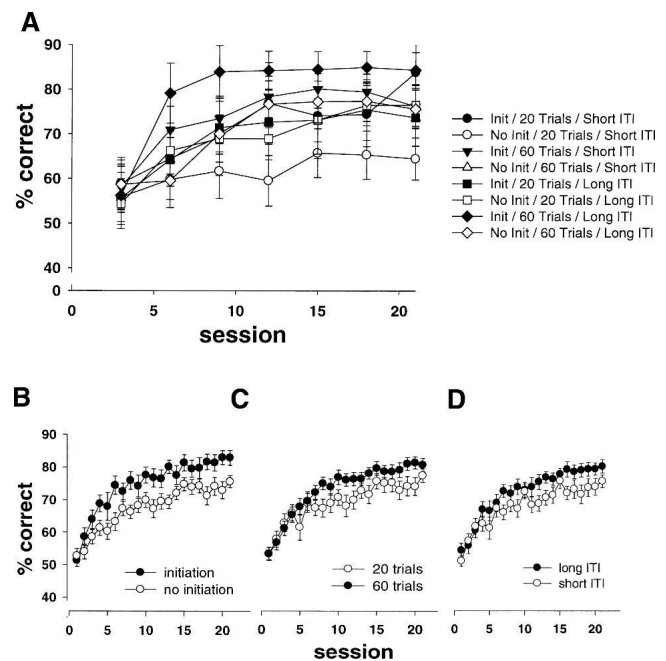 A
90
80
70
60
50
40
0
% correct
0 5 10 15 20
session
Init / 20 Trials / Short ITI
No Init / 20 Trials / Short ITI
Init / 60 Trials / Short ITI
No Init / 60 Trials / Short ITI
Init / 20 Trials / Long ITI
No Init / 20 Trials / Long ITI
Init / 60 Trials / Long ITI
No Init / 60 Trials / Long ITI
B C D
90
80
70
60
50
40
0
% correct
initiation
no initiation
20 trials
60 trials
long ITI
short ITI
0 5 10 15 20 0 5 10 15 20 0 5 10 15 20
session